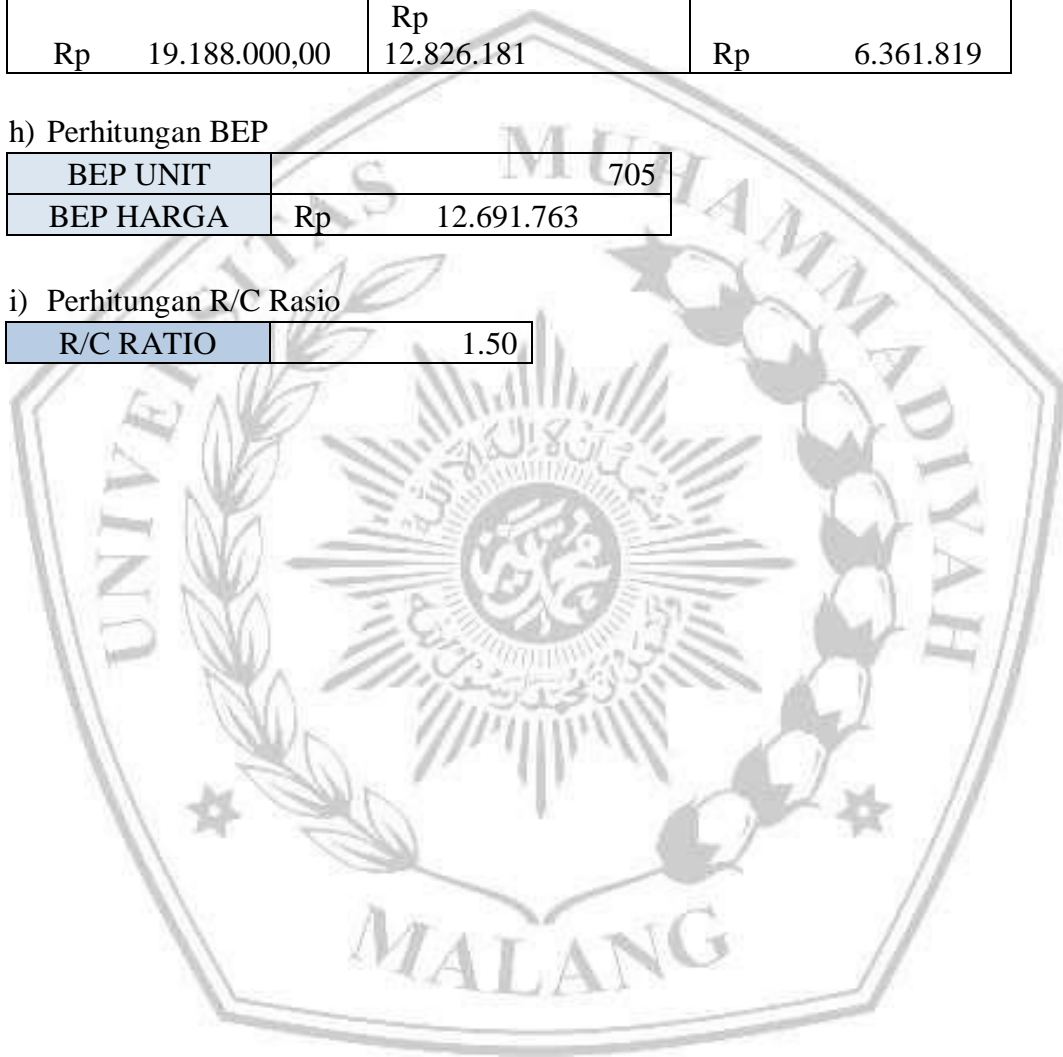 Rp 19.188.000,00 Rp 12.826.181 Rp 6.361.819
h) Perhitungan BEP
BEP UNIT 705
BEP HARGA Rp 12.691.763
i) Perhitungan R/C Rasio
R/C RATIO 1.50
UNIVERSITAS MUHAMMADIYAH
MALANG